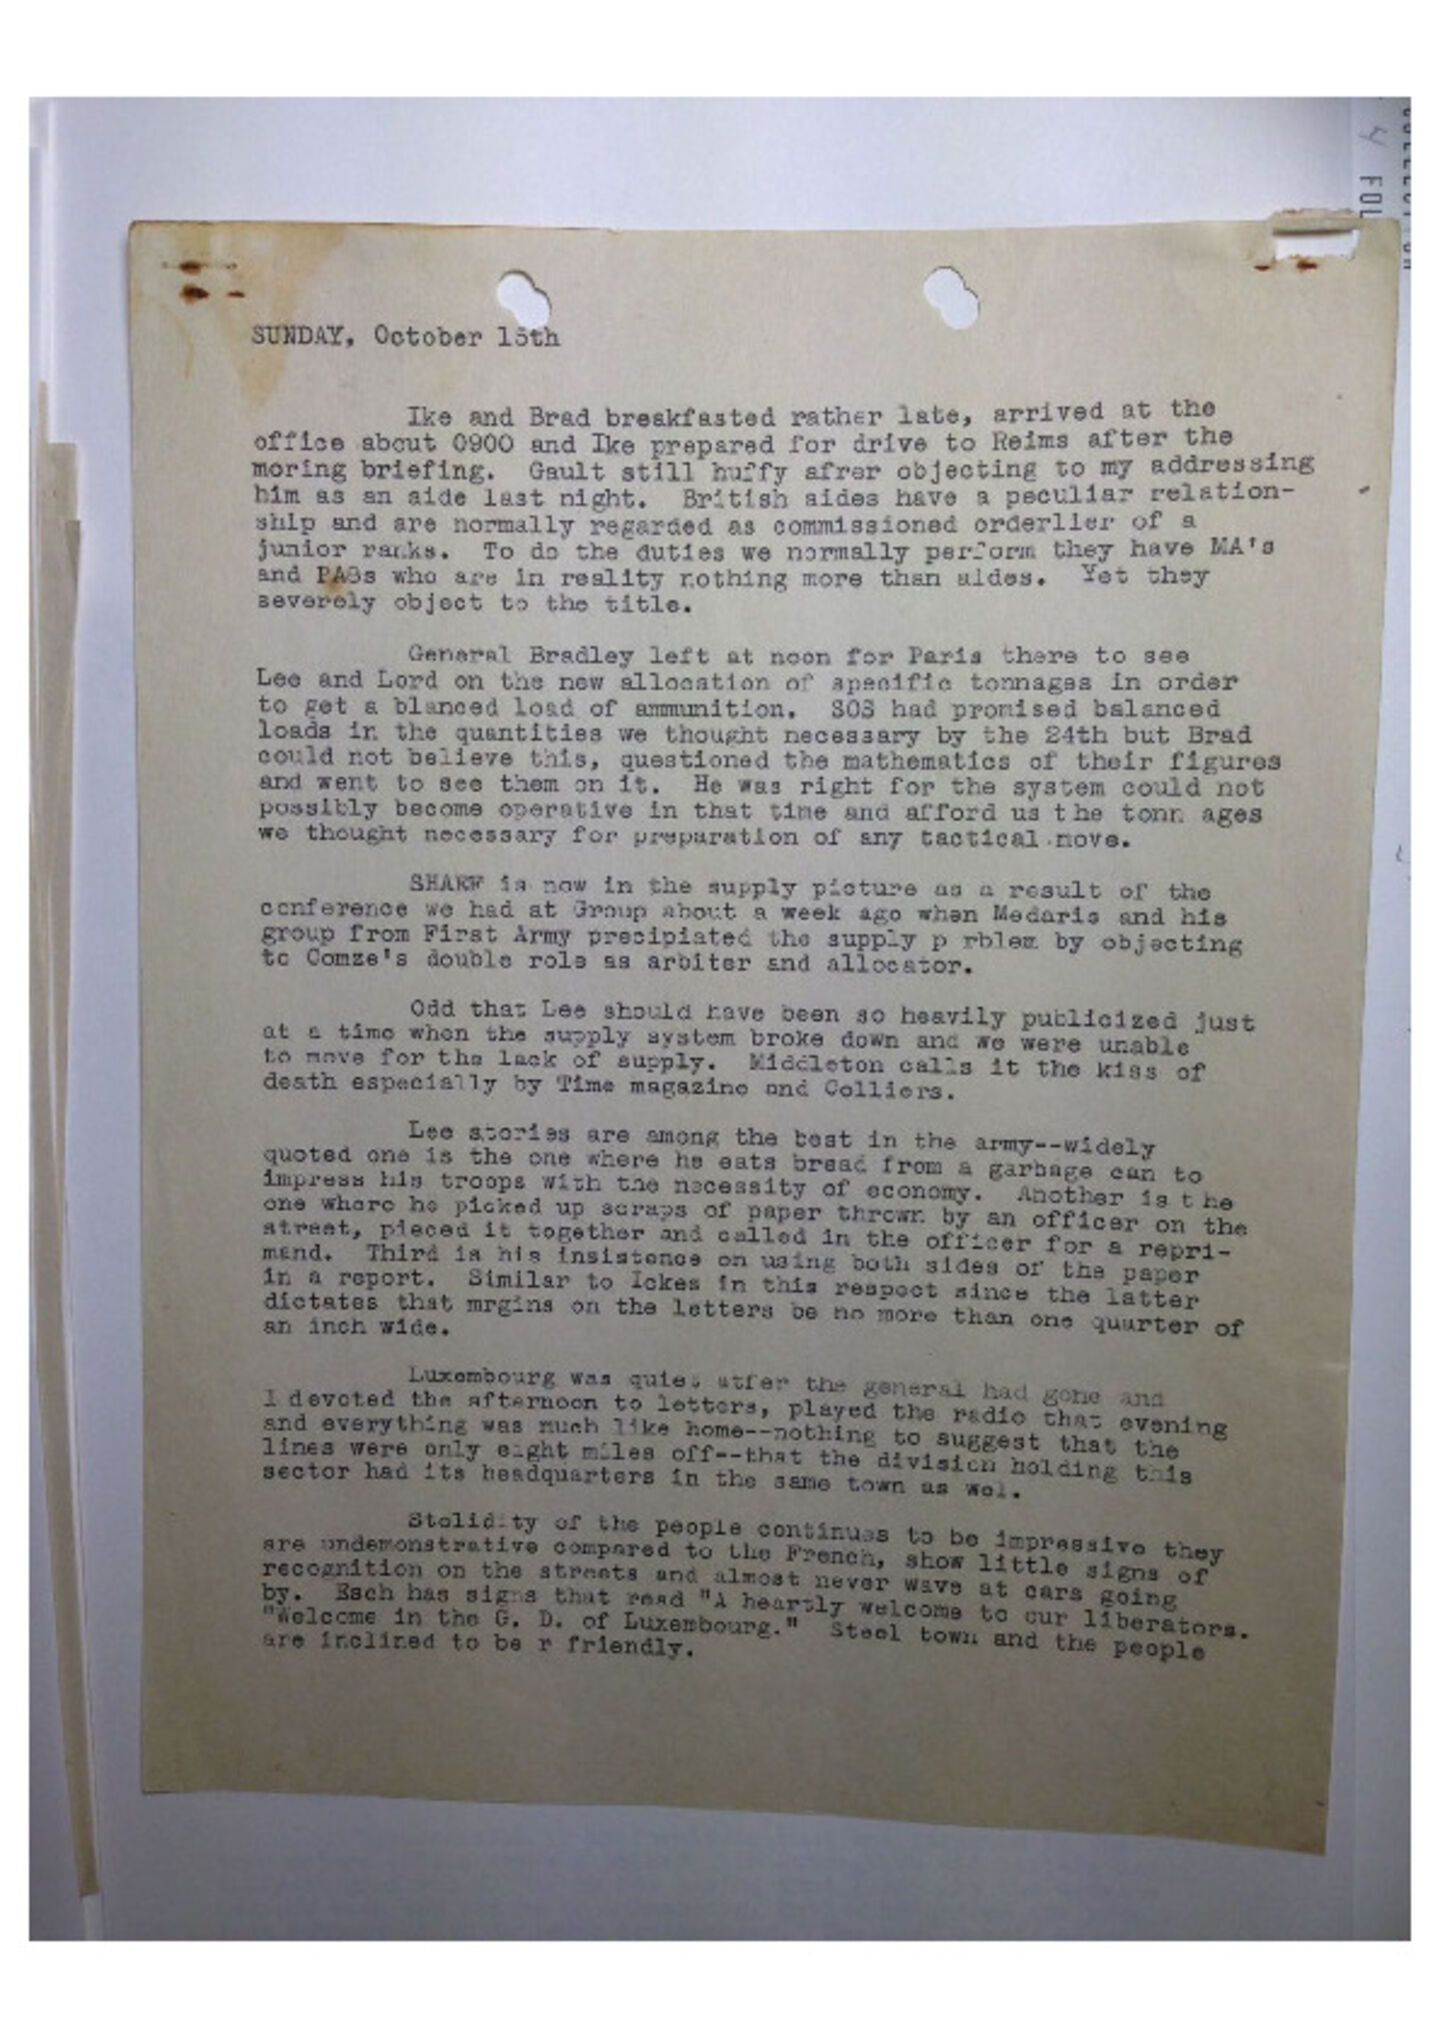 SUNDAY, October 15th
Ike and Brad breakfasted rather late, arrived at the
office about 0900 and Ike prepared for drive to Reims after the
moring briefing. Gault still huffy afrer objecting to my addressing
him as an aide last night. British aides have a peculiar relation-
ship and are normally regarded as commissioned orderlier of a
junior ranks. To do the duties we normally perform they have MA's
and PAOs who are in reality nothing more than aides. Yet they
severely object to the title.
General Bradley left at noon for Paris there to see
Lee and Lord on the new allocation of specific tonnages in order
to get a blanced load of ammunition. SOS had promised balanced
loads in the quantities we thought necessary by the 24th but Brad
could not believe this, questioned the mathematics of their figures
and went to see them on it. He was right for the system could not
possibly become operative in that time and afford us the tonn ages
we thought necessary for preparation of any tactical move.
SHAEF is now in the supply picture as a result of the
conference we had at Group about a week ago when Medaris and his
group from First Army precipiated the supply p rblem by objecting
to Comze's double role as arbiter and allocator.
Odd that Lee should have been so heavily publicized just
at a time when the supply system broke down and we were unable
to move for the lack of supply. Middleton calls it the kiss of
death especially by Time magazine and Colliers.
Lee stories are among the best in the army--widely
quoted one is the one where he eats bread from a garbage can to
impress his troops with the necessity of economy. Another is t he
one where he picked up scraps of paper thrown by an officer on the
street, pieced it together and called in the officer for a repri-
mand. Third is his insistence on using both sides of the paper
in a report. Similar to Ickes in this respect since the latter
dictates that mrgins on the letters be no more than one quarter of
an inch wide.
Luxembourg was quiet atfer the general had gone and
I devoted the afternoon to letters, played the radio that evening
and everything was much like home--nothing to suggest that the
lines were only eight miles off--that the division holding this
sector had its headquarters in the same town as wel.
Stolidity of the people continues to be impressive they
are undemonstrative compared to the French, show little signs of
recognition on the streets and almost never wave at cars going
by. Esch has signs that read "A heartly welcome to our liberators.
"Welcome in the G. D. of Luxembourg." Steel town and the people
are inclined to be r friendly.